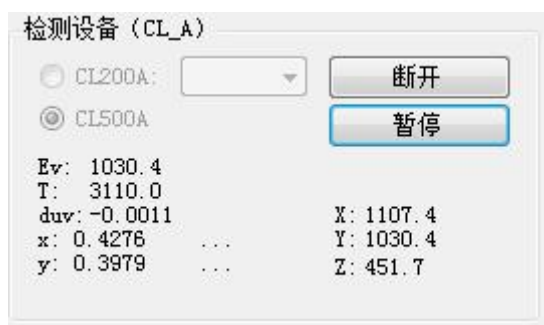 检测设备（CL_A）
CL200A:
断开
CL500A
暂停
Ev: 1030.4
T: 3110.0
duv: -0.0011
X: 1107.4
x: 0.4276 ...
Y: 1030.4
y: 0.3979 ...
Z: 451.7